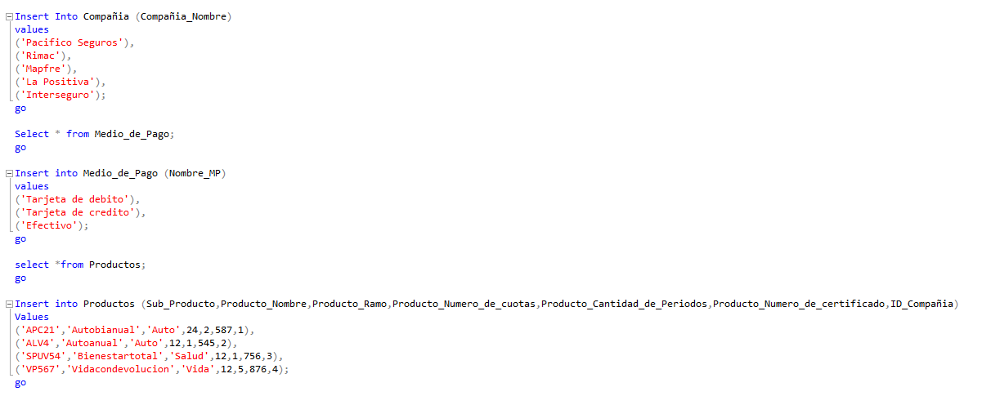 Insert Into Compañia (Compañia_Nombre)
values
('Pacifico Seguros'),
('Rimac'),
('Mapfre'),
('La Positiva'),
('Interseguro');
go
Select * from Medio_de_Pago;
go
Insert into Medio_de_Pago (Nombre_MP)
values
('Tarjeta de debito'),
('Tarjeta de credito'),
('Efectivo');
go
select *from Productos;
go
Insert into Productos (Sub_Producto,Producto_Nombre,Producto_Ramo,Producto_Numero_de_cuotas,Producto_Cantidad_de_Periodos,Producto_Numero_de_certificado,ID_Compañia)
Values
('APC21','Autobianual','Auto',24,2,587,1),
('ALV4','Autoanual','Auto',12,1,545,2),
('SPUV54','Bienestartotal','Salud',12,1,756,3),
('VP567','Vidacondevolucion','Vida',12,5,876,4);
go